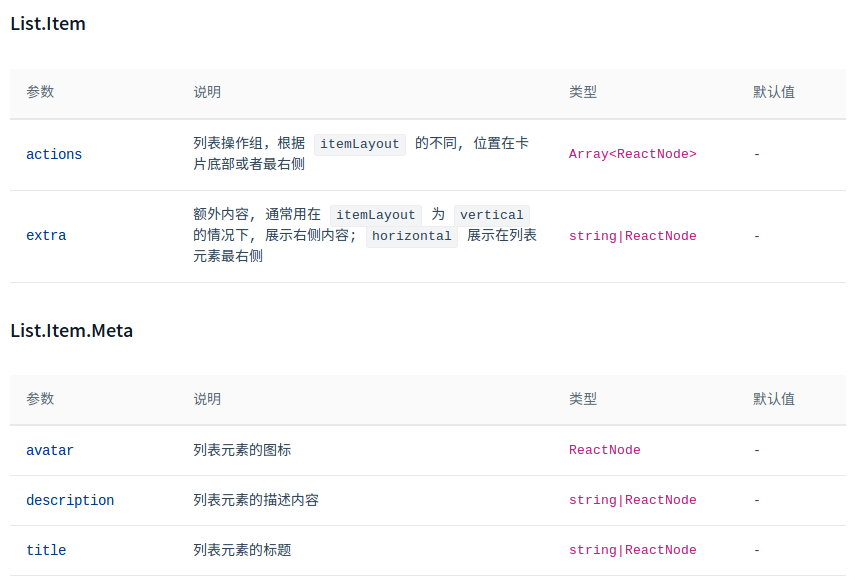 List.Item
参数 说明 类型 默认值
actions 列表操作组，根据 itemLayout 的不同, 位置在卡片底部或者最右侧 Array<ReactNode> -
extra 额外内容, 通常用在 itemLayout 为 vertical 的情况下, 展示右侧内容; horizontal 展示在列表元素最右侧 string|ReactNode -
List.Item.Meta
参数 说明 类型 默认值
avatar 列表元素的图标 ReactNode -
description 列表元素的描述内容 string|ReactNode -
title 列表元素的标题 string|ReactNode -